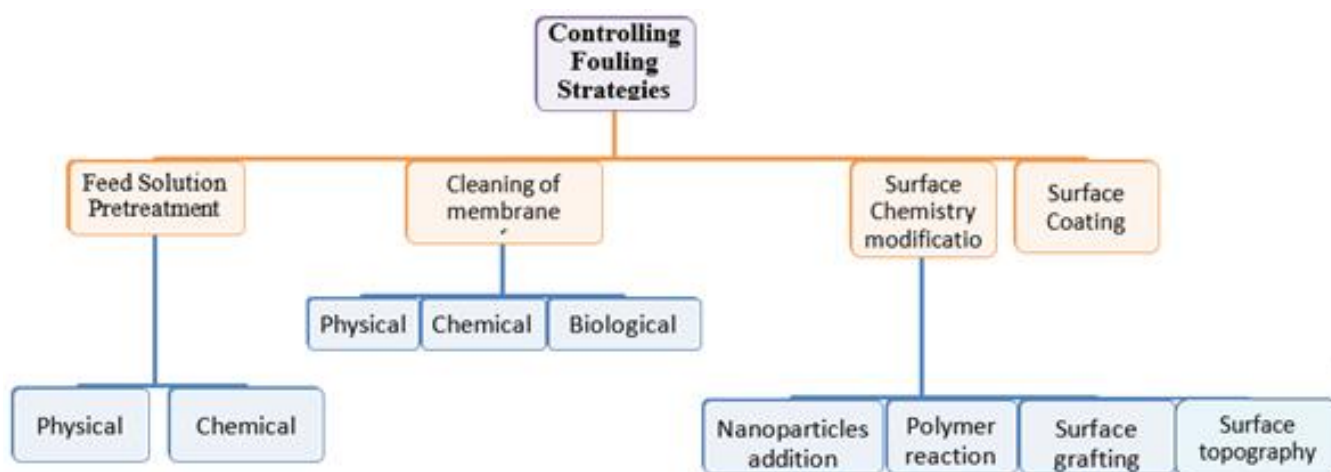 Controlling
Fouling
Strategies
Feed Solution
Pretreatment
Cleaning of
membrane
Surface
Chemistry
modificatio
Surface
Coating
Physical
Chemical
Biological
Physical
Chemical
Nanoparticles
addition
Polymer
reaction
Surface
grafting
Surface
topography